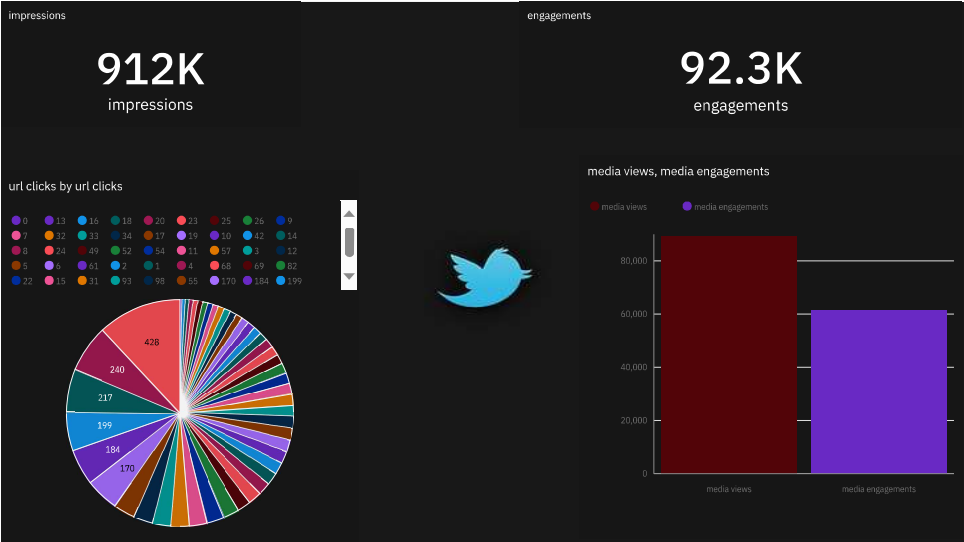 impressions
912K
impressions
engagements
92.3K
engagements
url clicks by url clicks
0 13 16 18 20 23 25 26 9
7 32 33 34 17 19 10 42 14
8 24 49 52 54 11 57 3 12
5 6 61 2 1 4 68 69 82
22 15 31 93 98 55 170 184 199
428
240
217
199
184
170
media views, media engagements
media views media engagements
80,000
60,000
40,000
20,000
0
media views media engagements